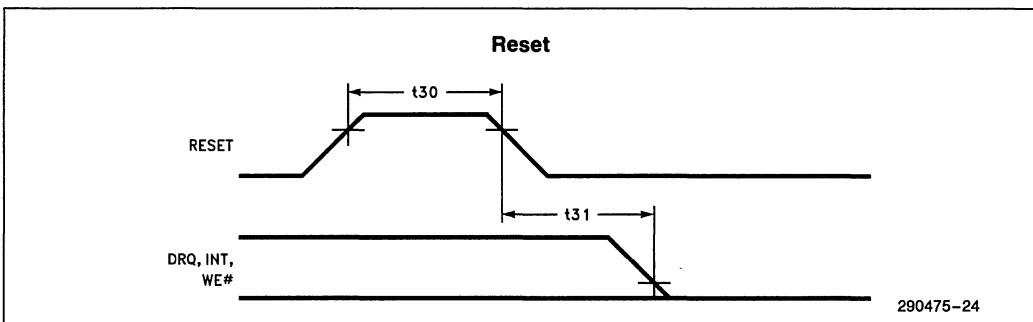 Reset
t30
RESET
t31
DRQ, INT,
WE#
290475-24